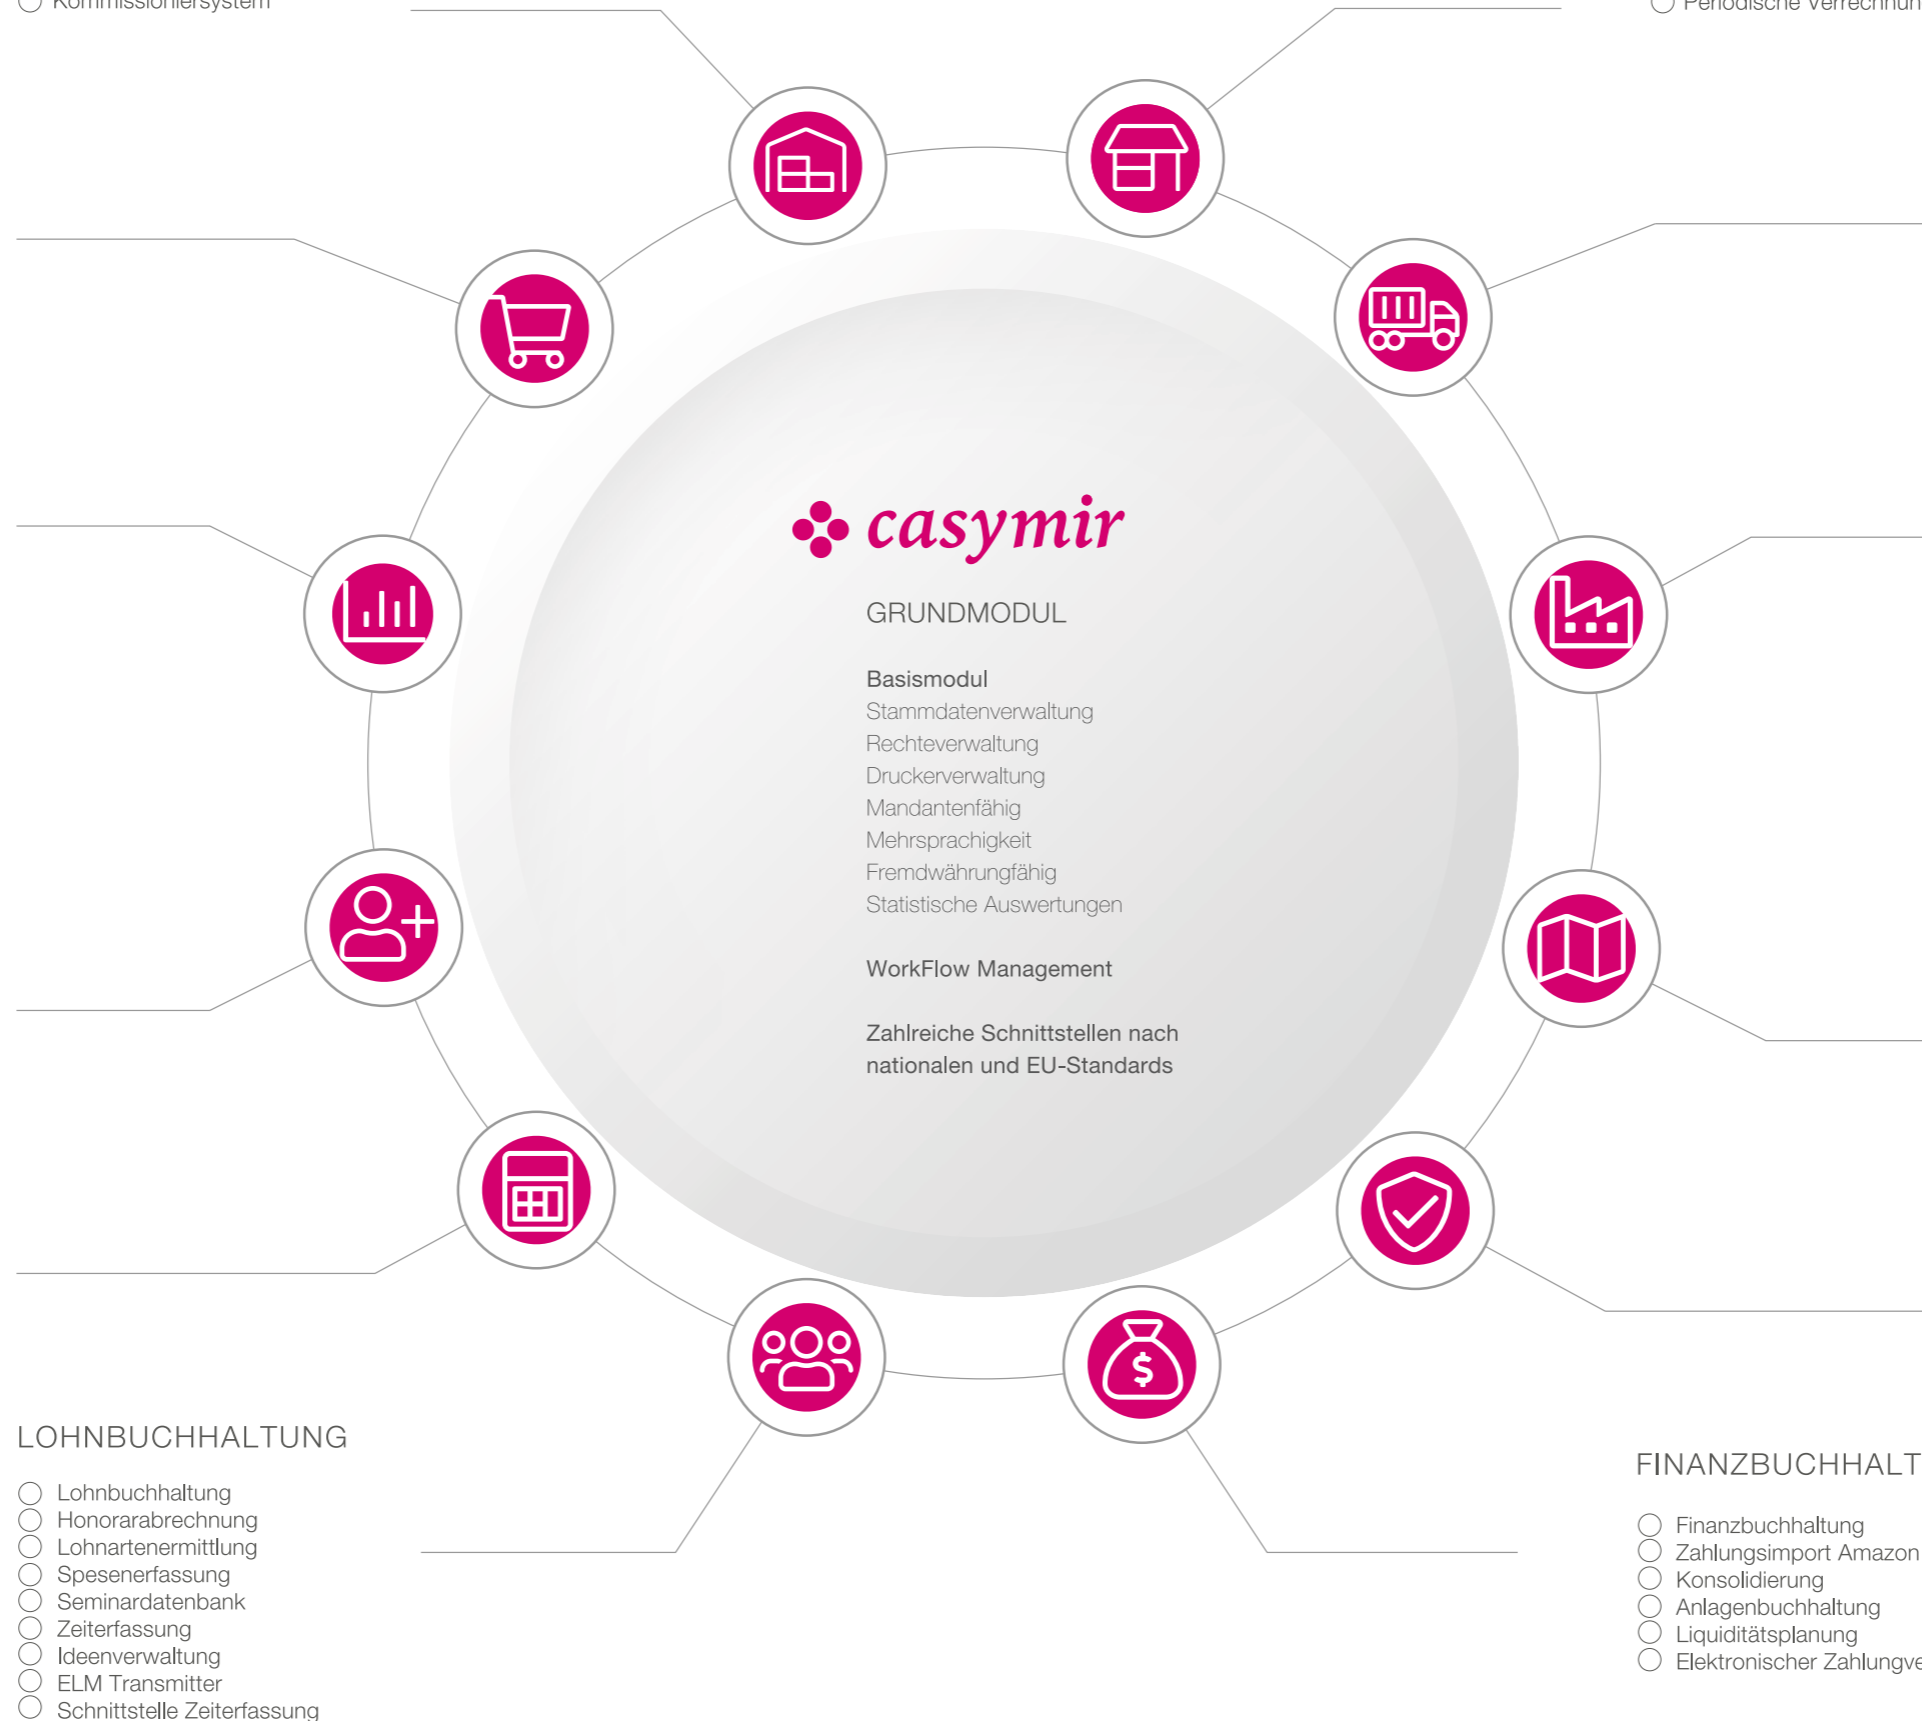 Kommissioniersystem
Periodische Verrechnun
casymir
GRUNDMODUL
Basismodul
Stammdatenverwaltung
Rechteverwaltung
Druckerverwaltung
Mandantenfähig
Mehrsprachigkeit
Fremdwährungfähig
Statistische Auswertungen
WorkFlow Management
Zahlreiche Schnittstellen nach
nationalen und EU-Standards
$
LOHNBUCHHALTUNG
Lohnbuchhaltung
Honorarabrechnung
Lohnartenermittlung
Spesenerfassung
Seminardatenbank
Zeiterfassung
Ideenverwaltung
ELM Transmitter
Schnittstelle Zeiterfassung
FINANZBUCHHALT
Finanzbuchhaltung
Zahlungsimport Amazon
Konsolidierung
Anlagenbuchhaltung
Liquiditätsplanung
Elektronischer Zahlungve